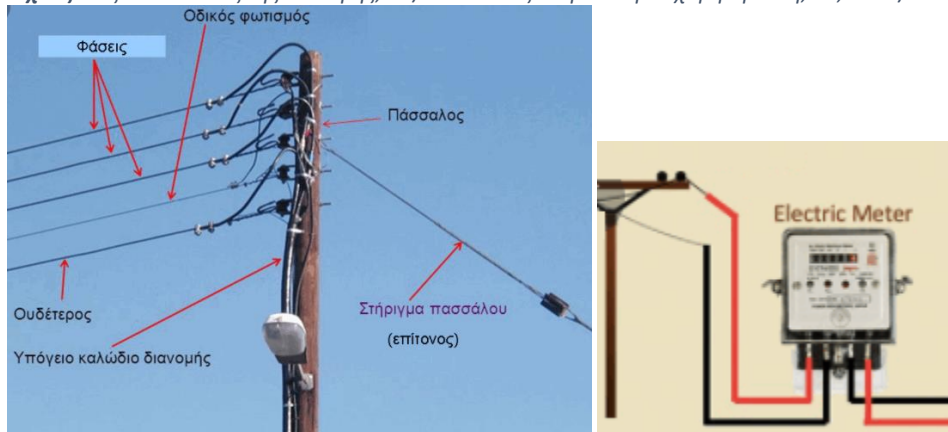 Οδικός φωτισμός
Φάσεις
Πάσσαλος
Ουδέτερος
Στήριγμα πασσάλου
(επίτονος)
Υπόγειο καλώδιο διανομής
Electric Meter